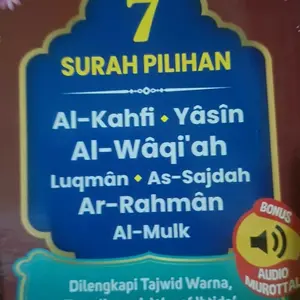 7
SURAH PILIHAN
Al-Kahfi • Yâsîn
Al-Wâqi'ah
Luqmân • As-Sajdah
Ar-Rahmân
Al-Mulk
BONUS
AUDIO
MUROTTAL
Dilengkapi Tajwid Warna,